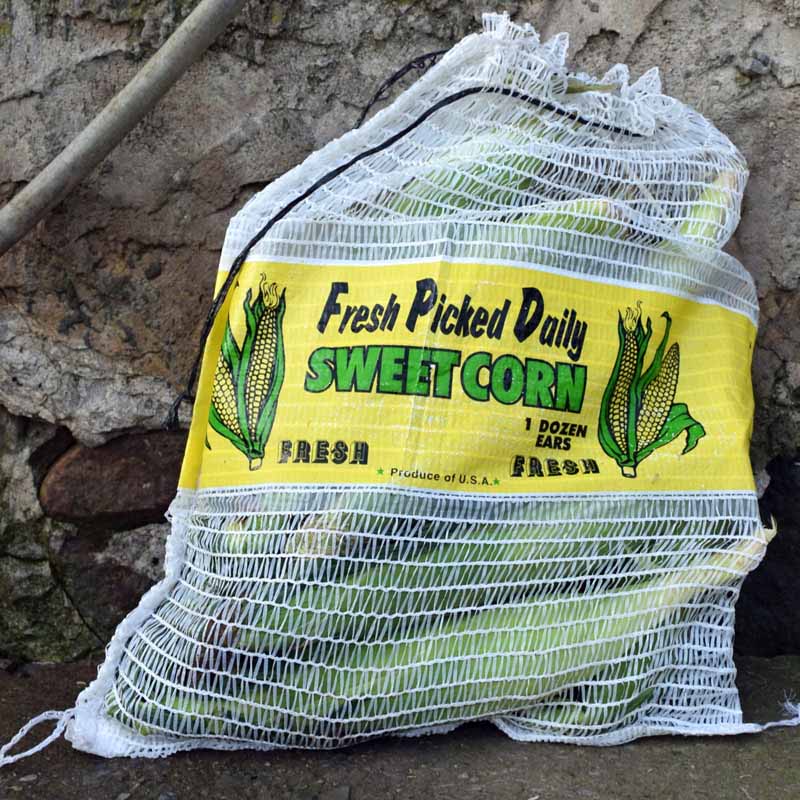 Fresh Picked Daily
SWEET CORN
1 DOZEN
EARS
FRESH
FRESH
★ Produce of U.S.A.★